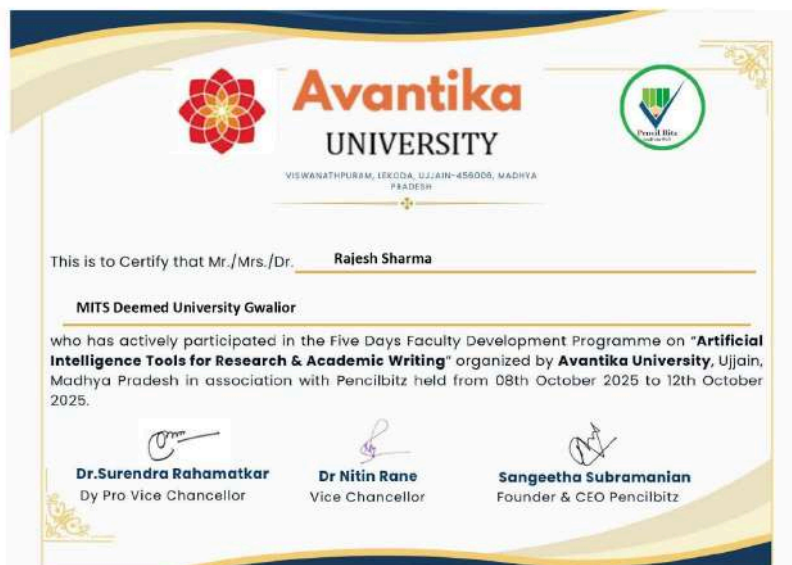 Avantika
UNIVERSITY
VISWANATHPURAM, LEKODA, UJJAIN-456006, MADHYA
PRADESH
Pencil Bitz
This is to Certify that Mr./Mrs./Dr. Rajesh Sharma
MITS Deemed University Gwalior
who has actively participated in the Five Days Faculty Development Programme on "Artificial
Intelligence Tools for Research & Academic Writing" organized by Avantika University, Ujjain,
Madhya Pradesh in association with Pencilbitz held from 08th October 2025 to 12th October
2025.
Dr.Surendra Rahamatkar
Dy Pro Vice Chancellor
Dr Nitin Rane
Vice Chancellor
Sangeetha Subramanian
Founder & CEO Pencilbitz